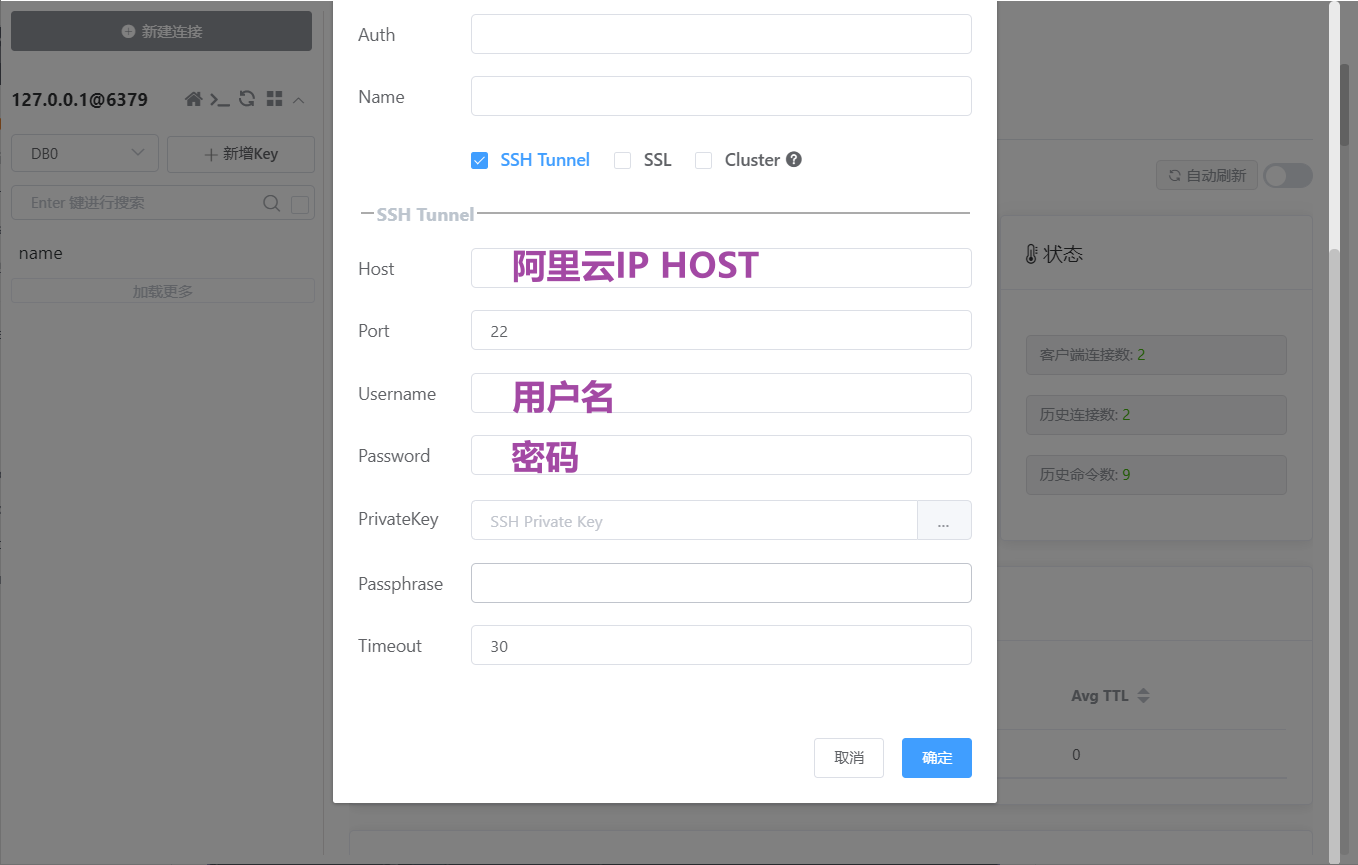 新建连接
127.0.0.1@6379
DB0
新增Key
Enter 键进行搜索
name
加载更多
Auth
Name
SSH Tunnel
SSL
Cluster
SSH Tunnel
Host
阿里云IP HOST
Port
22
Username
用户名
Password
密码
PrivateKey
SSH Private Key
...
Passphrase
Timeout
30
取消
确定
自动刷新
状态
客户端连接数: 2
历史连接数: 2
历史命令数: 9
Avg TTL
0